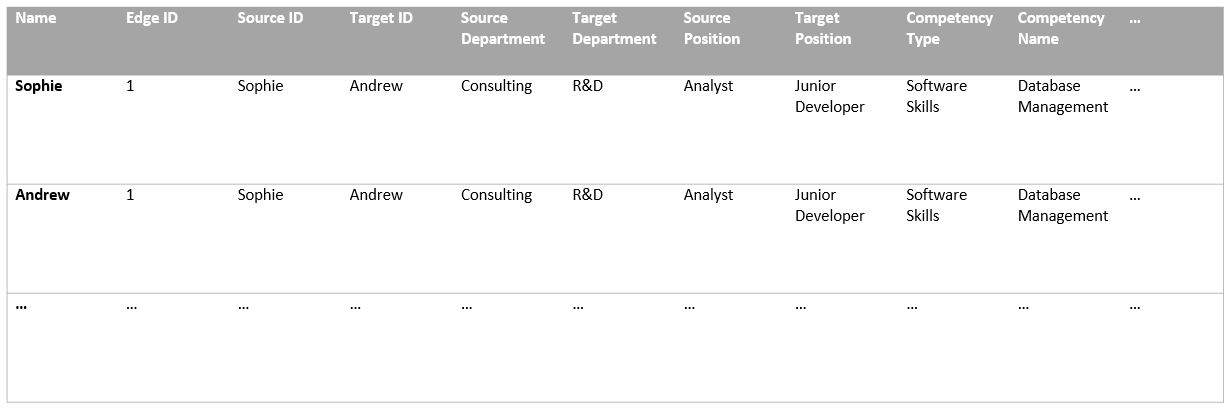 Name Edge ID Source ID Target ID Source Department Target Department Source Position Target Position Competency Type Competency Name ...
Sophie 1 Sophie Andrew Consulting R&D Analyst Junior Developer Software Skills Database Management ...
Andrew 1 Sophie Andrew Consulting R&D Analyst Junior Developer Software Skills Database Management ...
... ... ... ... ... ... ... ... ... ... ...